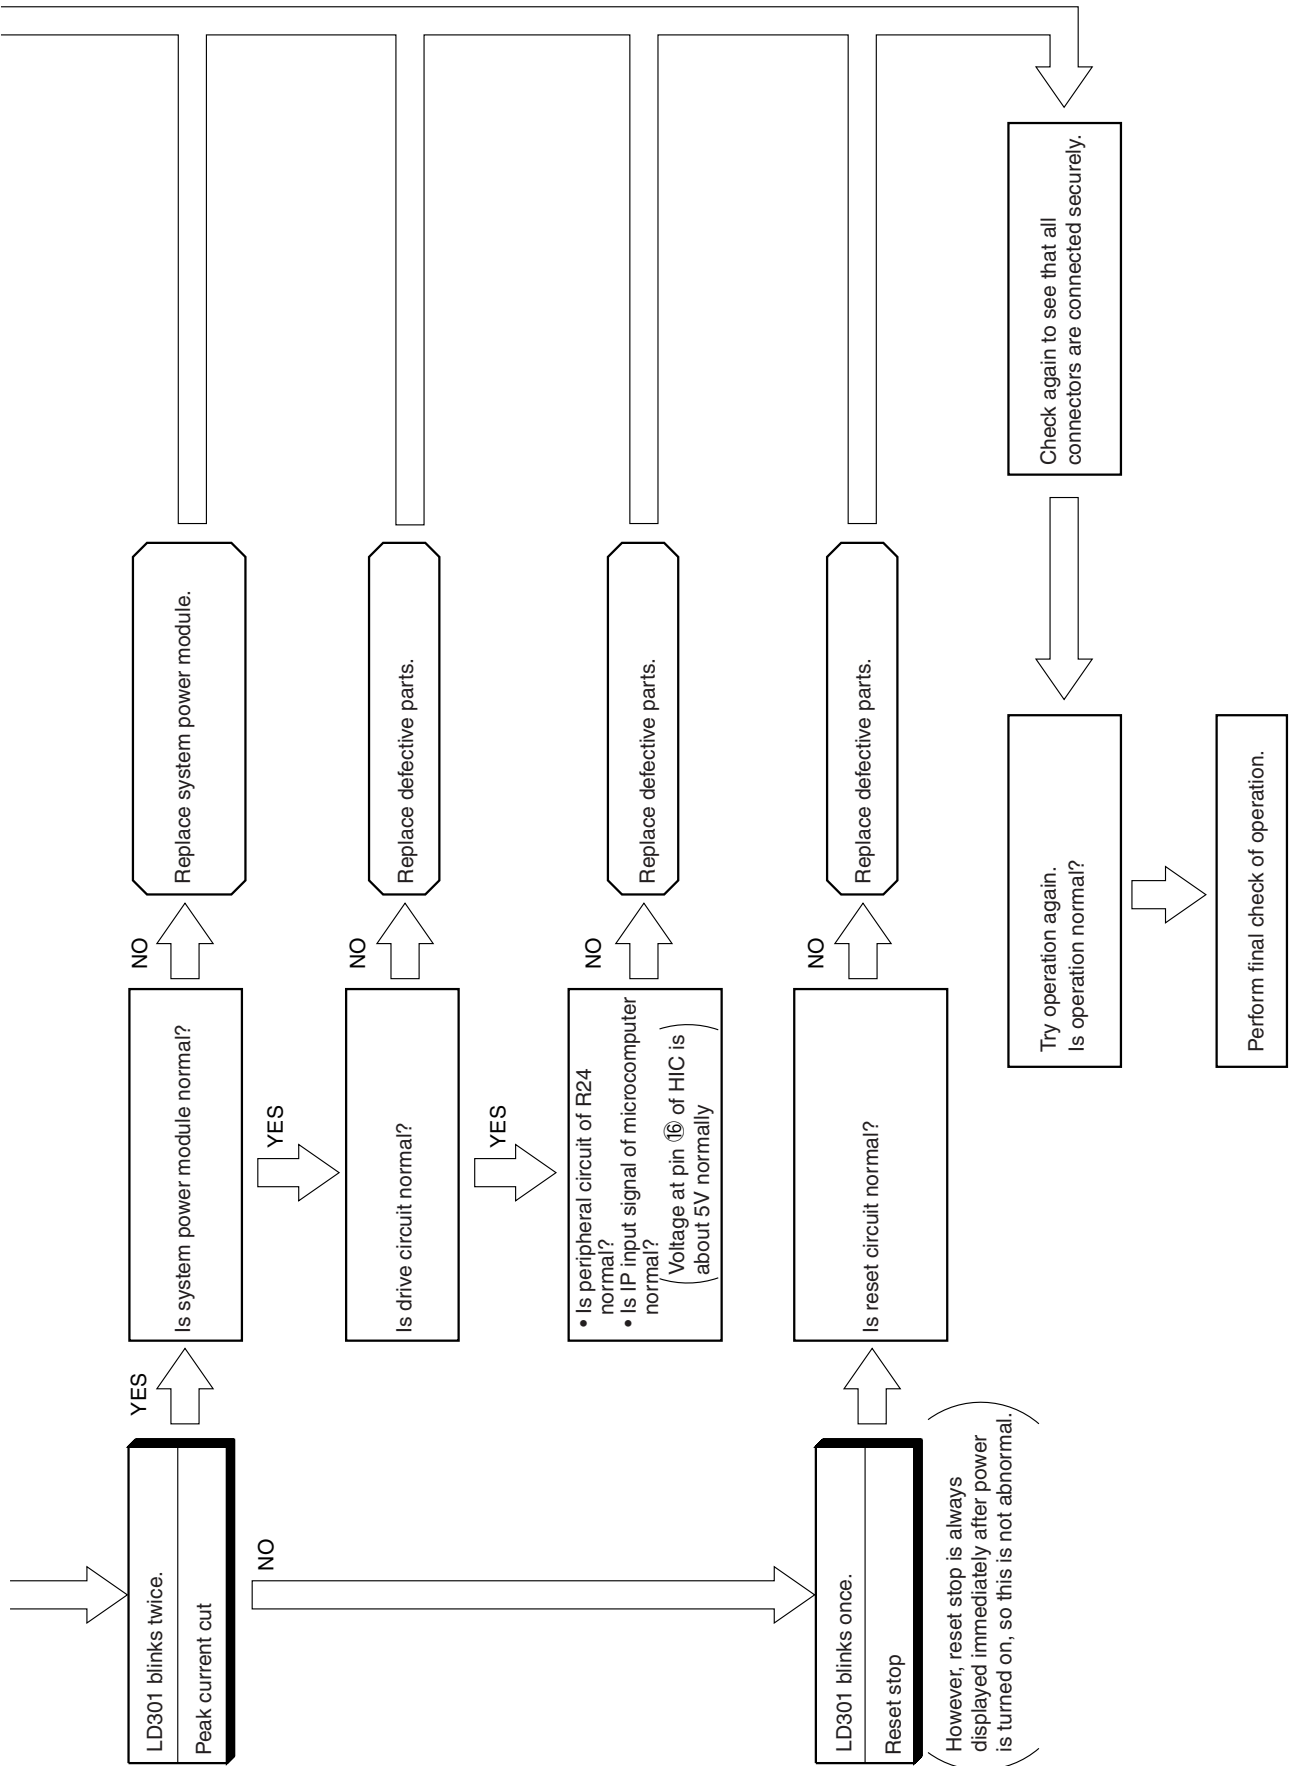 LD301 blinks twice.
Peak current cut
YES
Is system power module normal?
NO
Replace system power module.
YES
Is drive circuit normal?
NO
Replace defective parts.
YES
• Is peripheral circuit of R24
normal?
• Is IP input signal of microcomputer
normal?
Voltage at pin ⑯ of HIC is
about 5V normally
NO
Replace defective parts.
NO
LD301 blinks once.
Reset stop
However, reset stop is always
displayed immediately after power
is turned on, so this is not abnormal.
Is reset circuit normal?
NO
Replace defective parts.
Check again to see that all
connectors are connected securely.
Try operation again.
Is operation normal?
Perform final check of operation.